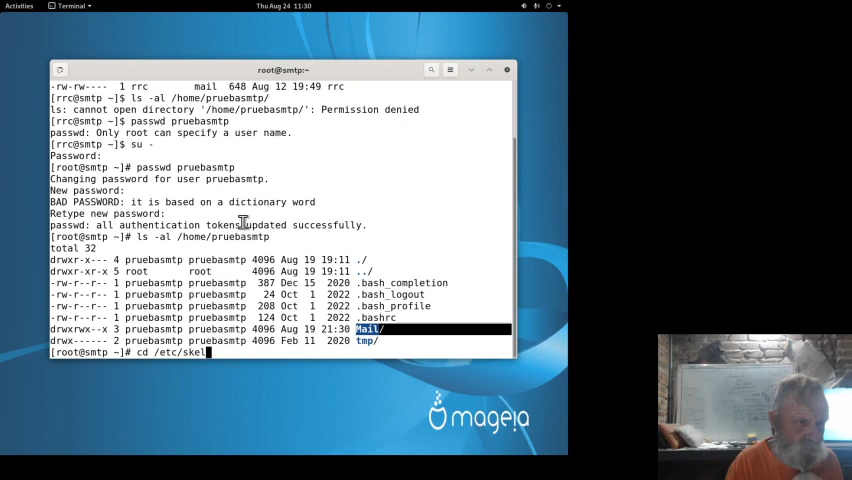 Activities Terminal Thu Aug 24 11:30
root@smtp:~
-rw-rw---- 1 rrc mail 648 Aug 12 19:49 rrc
[rrc@smtp ~]$ ls -al /home/pruebasmtp/
ls: cannot open directory '/home/pruebasmtp/': Permission denied
[rrc@smtp ~]$ passwd pruebasmtp
passwd: Only root can specify a user name.
[rrc@smtp ~]$ su -
Password:
[root@smtp ~]# passwd pruebasmtp
Changing password for user pruebasmtp.
New password:
BAD PASSWORD: it is based on a dictionary word
Retype new password:
passwd: all authentication tokens updated successfully.
[root@smtp ~]# ls -al /home/pruebasmtp
total 32
drwxr-x--- 4 pruebasmtp pruebasmtp 4096 Aug 19 19:11 ./
drwxr-xr-x 5 root root 4096 Aug 19 19:11 ../
-rw-r--r-- 1 pruebasmtp pruebasmtp 387 Dec 15 2020 .bash_completion
-rw-r--r-- 1 pruebasmtp pruebasmtp 24 Oct 1 2022 .bash_logout
-rw-r--r-- 1 pruebasmtp pruebasmtp 208 Oct 1 2022 .bash_profile
-rw-r--r-- 1 pruebasmtp pruebasmtp 124 Oct 1 2022 .bashrc
drwxrwx--x 3 pruebasmtp pruebasmtp 4096 Aug 19 21:30 Mail/
drwx------ 2 pruebasmtp pruebasmtp 4096 Feb 11 2020 tmp/
[root@smtp ~]# cd /etc/skel
mageia